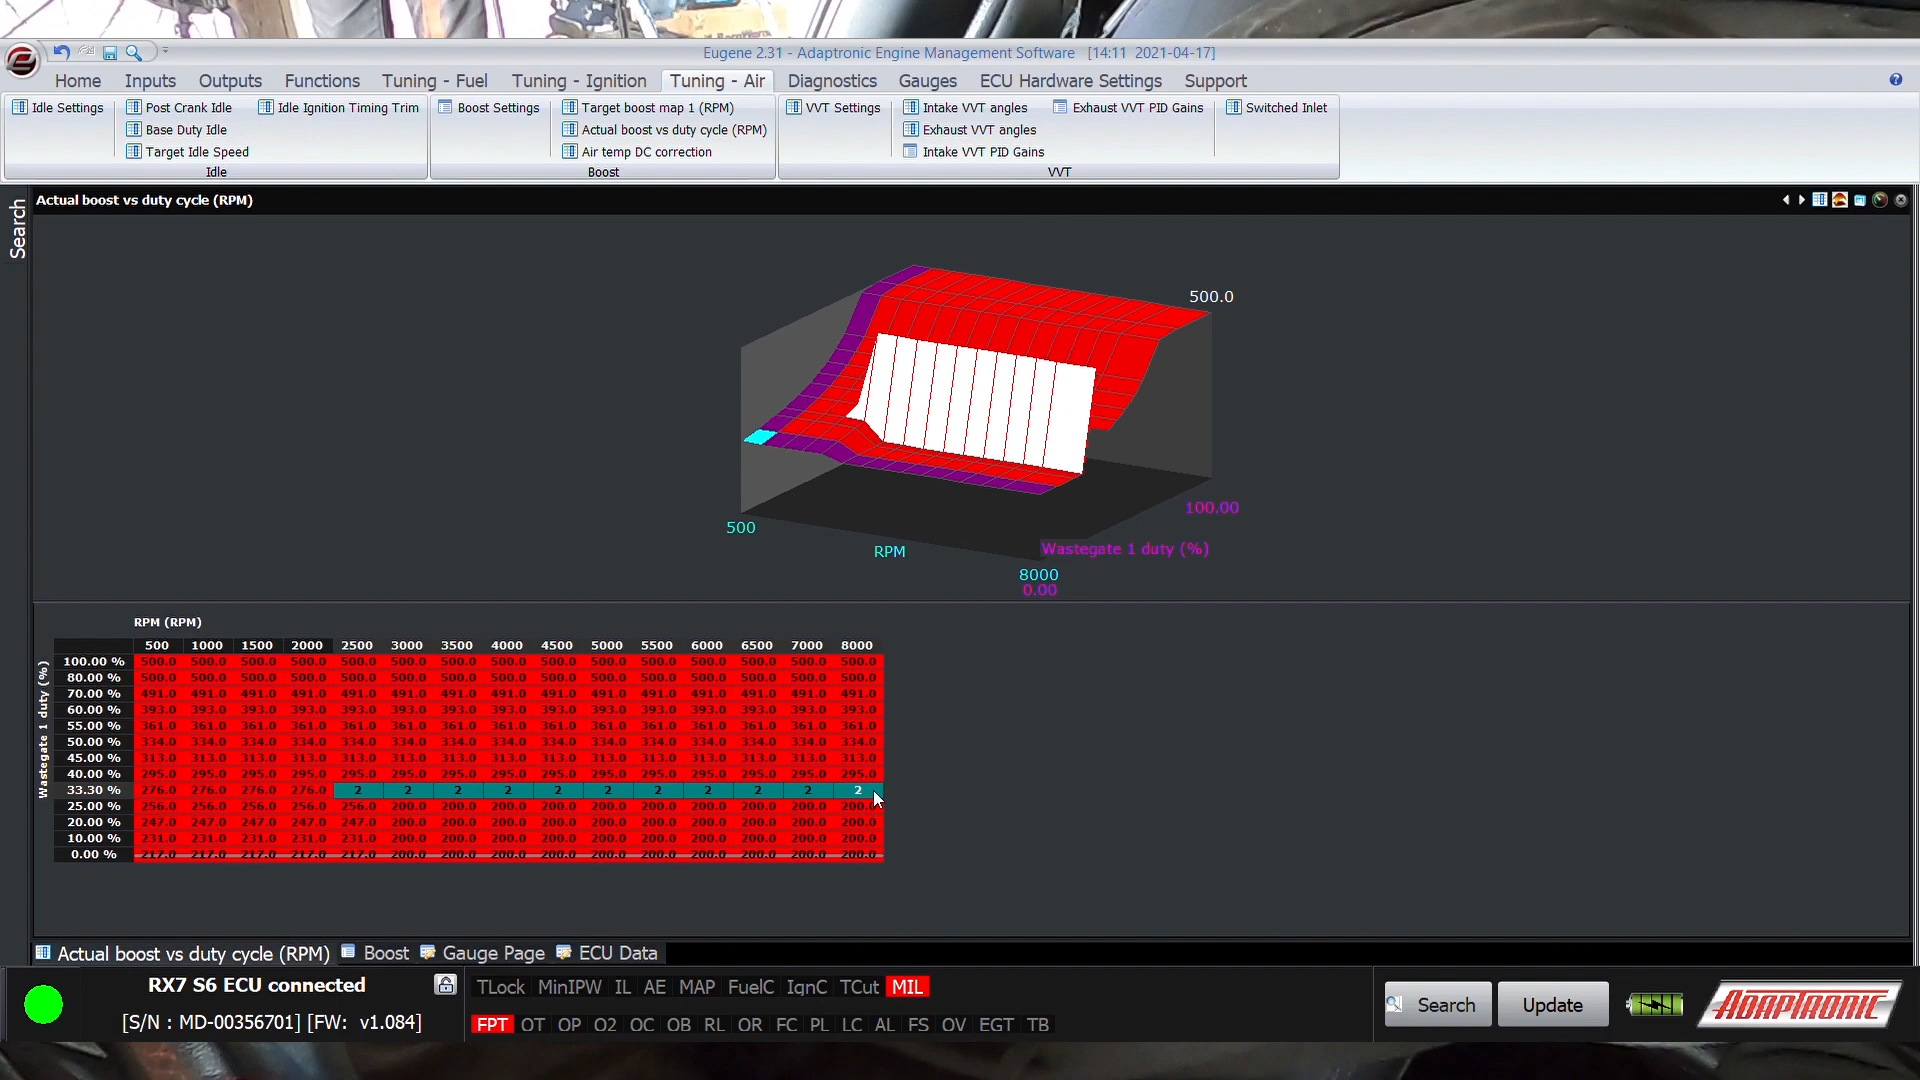 Eugene 2.31 - Adaptronic Engine Management Software [14:11 2021-04-17]
Home Inputs Outputs Functions Tuning - Fuel Tuning - Ignition Tuning - Air Diagnostics Gauges ECU Hardware Settings Support
Idle Settings Post Crank Idle Idle Ignition Timing Trim Boost Settings Target boost map 1 (RPM) VVT Settings Intake VVT angles Exhaust VVT PID Gains Switched Inlet
Base Duty Idle Actual boost vs duty cycle (RPM) Exhaust VVT angles
Target Idle Speed Air temp DC correction Intake VVT PID Gains
Idle Boost VVT
Search
Actual boost vs duty cycle (RPM)
500.0
100.00
500
RPM
Wastegate 1 duty (%)
8000
0.00
RPM (RPM)
Wastegate 1 duty (%)
500 1000 1500 2000 2500 3000 3500 4000 4500 5000 5500 6000 6500 7000 8000
100.00 % 500.0 500.0 500.0 500.0 500.0 500.0 500.0 500.0 500.0 500.0 500.0 500.0 500.0 500.0 500.0
80.00 % 500.0 500.0 500.0 500.0 500.0 500.0 500.0 500.0 500.0 500.0 500.0 500.0 500.0 500.0 500.0
70.00 % 491.0 491.0 491.0 491.0 491.0 491.0 491.0 491.0 491.0 491.0 491.0 491.0 491.0 491.0 491.0
60.00 % 393.0 393.0 393.0 393.0 393.0 393.0 393.0 393.0 393.0 393.0 393.0 393.0 393.0 393.0 393.0
55.00 % 361.0 361.0 361.0 361.0 361.0 361.0 361.0 361.0 361.0 361.0 361.0 361.0 361.0 361.0 361.0
50.00 % 334.0 334.0 334.0 334.0 334.0 334.0 334.0 334.0 334.0 334.0 334.0 334.0 334.0 334.0 334.0
45.00 % 313.0 313.0 313.0 313.0 313.0 313.0 313.0 313.0 313.0 313.0 313.0 313.0 313.0 313.0 313.0
40.00 % 295.0 295.0 295.0 295.0 295.0 295.0 295.0 295.0 295.0 295.0 295.0 295.0 295.0 295.0 295.0
33.30 % 276.0 276.0 276.0 276.0 2 2 2 2 2 2 2 2 2 2 2
25.00 % 256.0 256.0 256.0 256.0 256.0 200.0 200.0 200.0 200.0 200.0 200.0 200.0 200.0 200.0 200.0
20.00 % 247.0 247.0 247.0 247.0 247.0 200.0 200.0 200.0 200.0 200.0 200.0 200.0 200.0 200.0 200.0
10.00 % 231.0 231.0 231.0 231.0 231.0 200.0 200.0 200.0 200.0 200.0 200.0 200.0 200.0 200.0 200.0
0.00 % 217.0 217.0 217.0 217.0 217.0 200.0 200.0 200.0 200.0 200.0 200.0 200.0 200.0 200.0 200.0
Actual boost vs duty cycle (RPM) Boost Gauge Page ECU Data
RX7 S6 ECU connected
[S/N : MD-00356701] [FW: v1.084]
TLock MinIPW IL AE MAP FuelC IgnC TCut MIL
FPT OT OP O2 OC OB RL OR FC PL LC AL FS OV EGT TB
Search Update ADAPTRONIC